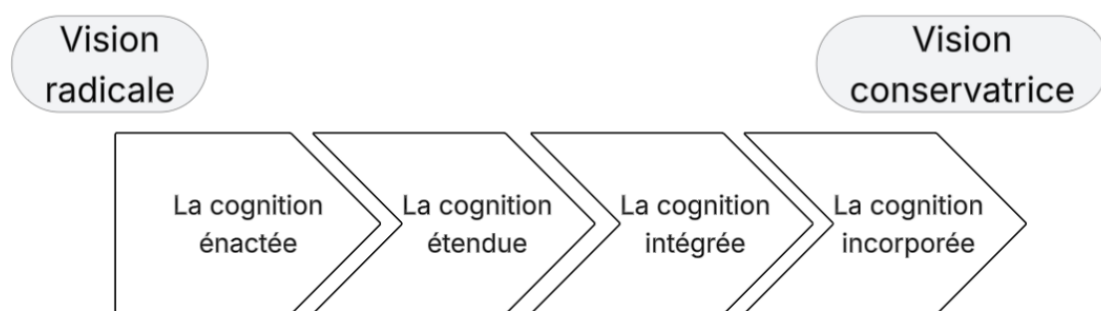 Vision
radicale
Vision
conservatrice
La cognition
énactée
La cognition
étendue
La cognition
intégrée
La cognition
incorporée